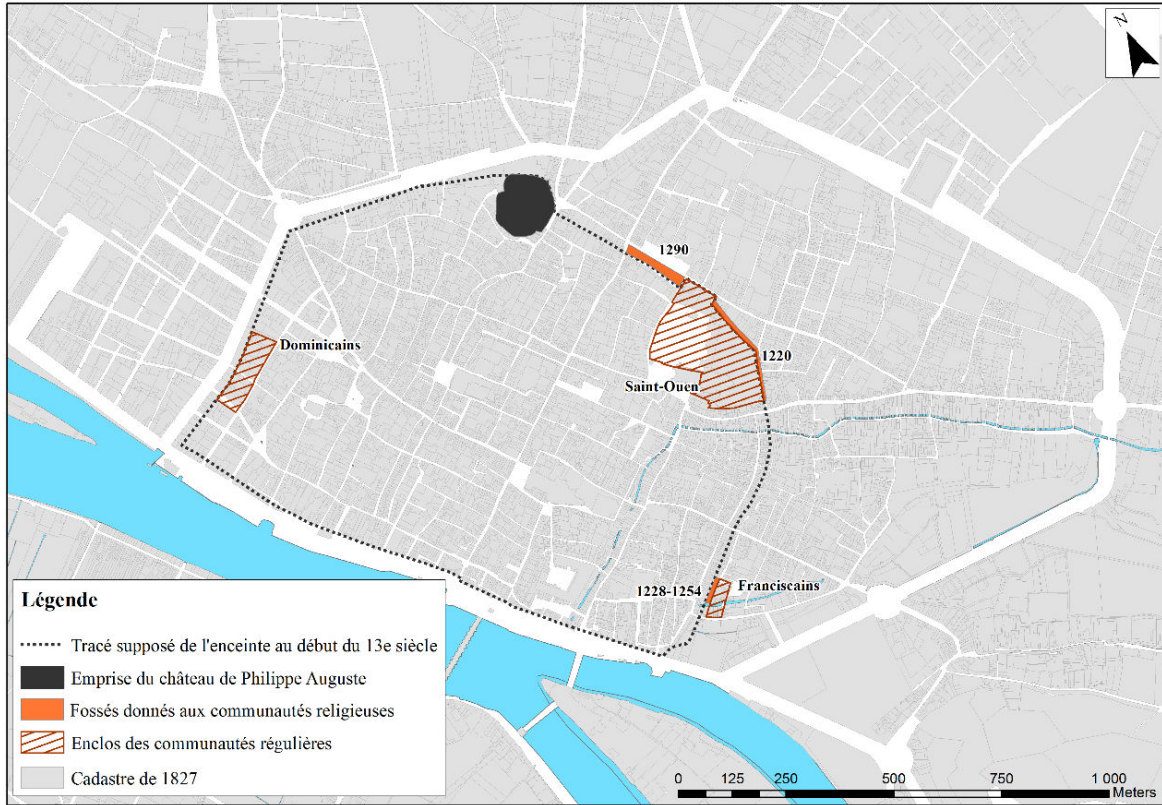 N
1290
Dominicains
1220
Saint-Ouen
1228-1254
Franciscains
Légende
Tracé supposé de l'enceinte au début du 13e siècle
Emprise du château de Philippe Auguste
Fossés donnés aux communautés religieuses
Enclos des communautés régulières
Cadastre de 1827
0 125 250 500 750 1 000
Meters